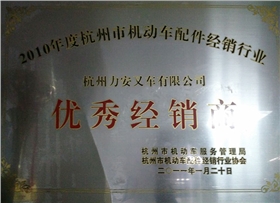 2010年度杭州市机动车配件经销行业
杭州力安叉车有限公司
优秀经销商
杭州市机动车服务管理局
杭州市机动车配件经销行业协会
二〇一一年一月二十日